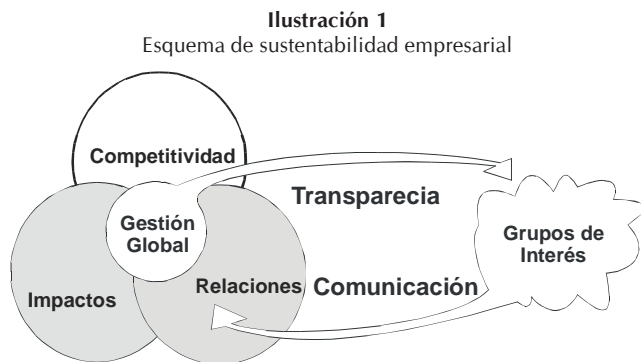 Ilustración 1
Esquema de sustentabilidad empresarial
Competitividad
Transparecia
Gestión
Global
Grupos de
Interés
Impactos
Relaciones
Comunicación